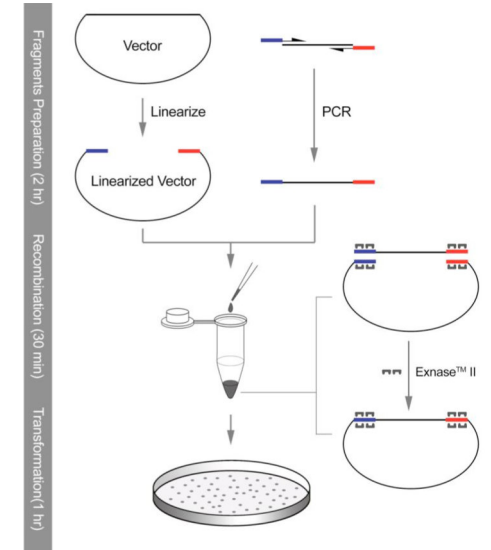 Fragments Preparation (2 hr)
Recombination (30 min)
Transformation(1 hr)
Vector
Linearize
PCR
Linearized Vector
Exnase™ II